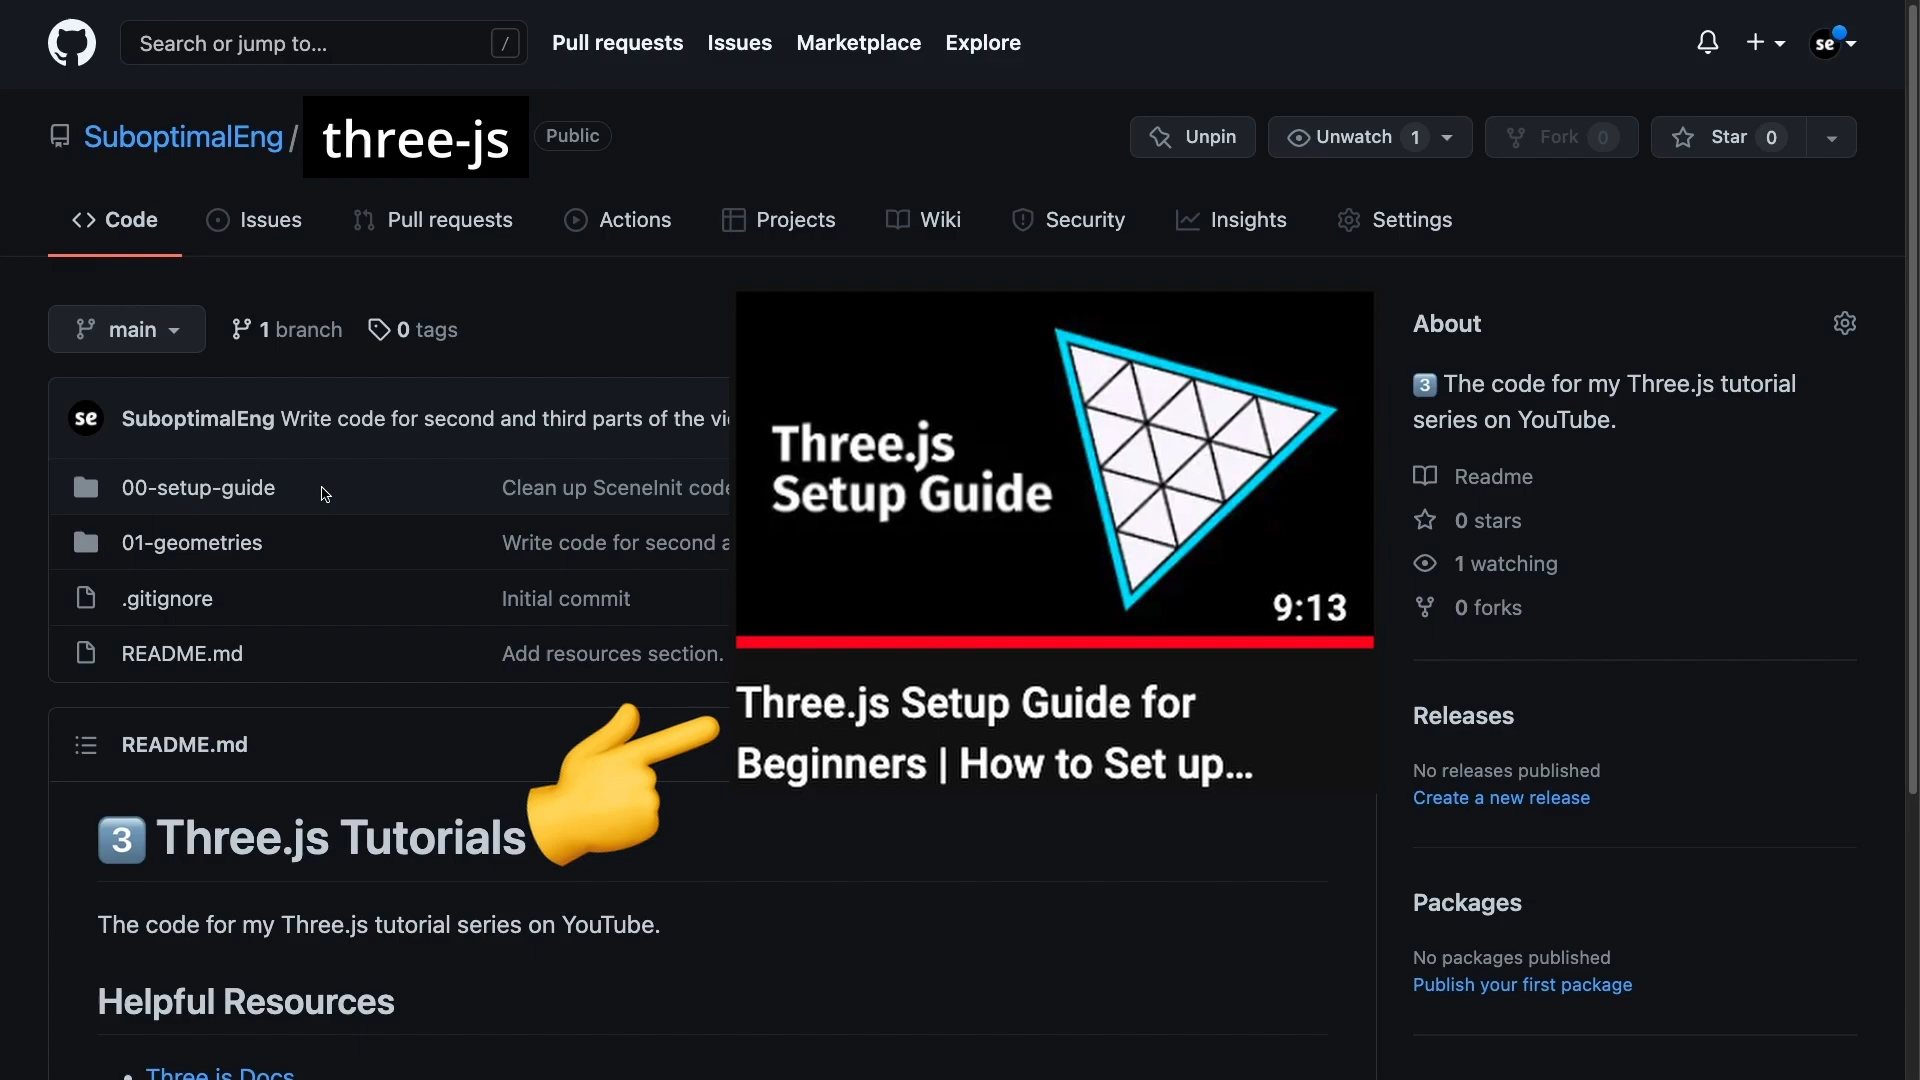 Search or jump to... /
Pull requests
Issues
Marketplace
Explore
se
SuboptimalEng / three-js
Public
Unpin
Unwatch 1
Fork 0
Star 0
<> Code
Issues
Pull requests
Actions
Projects
Wiki
Security
Insights
Settings
main
1 branch
0 tags
se SuboptimalEng Write code for second and third parts of the
00-setup-guide Clean up SceneInit code
01-geometries Write code for second
.gitignore Initial commit
README.md Add resources section.
README.md
3 Three.js Tutorials
The code for my Three.js tutorial series on YouTube.
Helpful Resources
Three.js Docs
Three.js
Setup Guide
9:13
Three.js Setup Guide for
Beginners | How to Set up...
About
3 The code for my Three.js tutorial
series on YouTube.
Readme
0 stars
1 watching
0 forks
Releases
No releases published
Create a new release
Packages
No packages published
Publish your first package